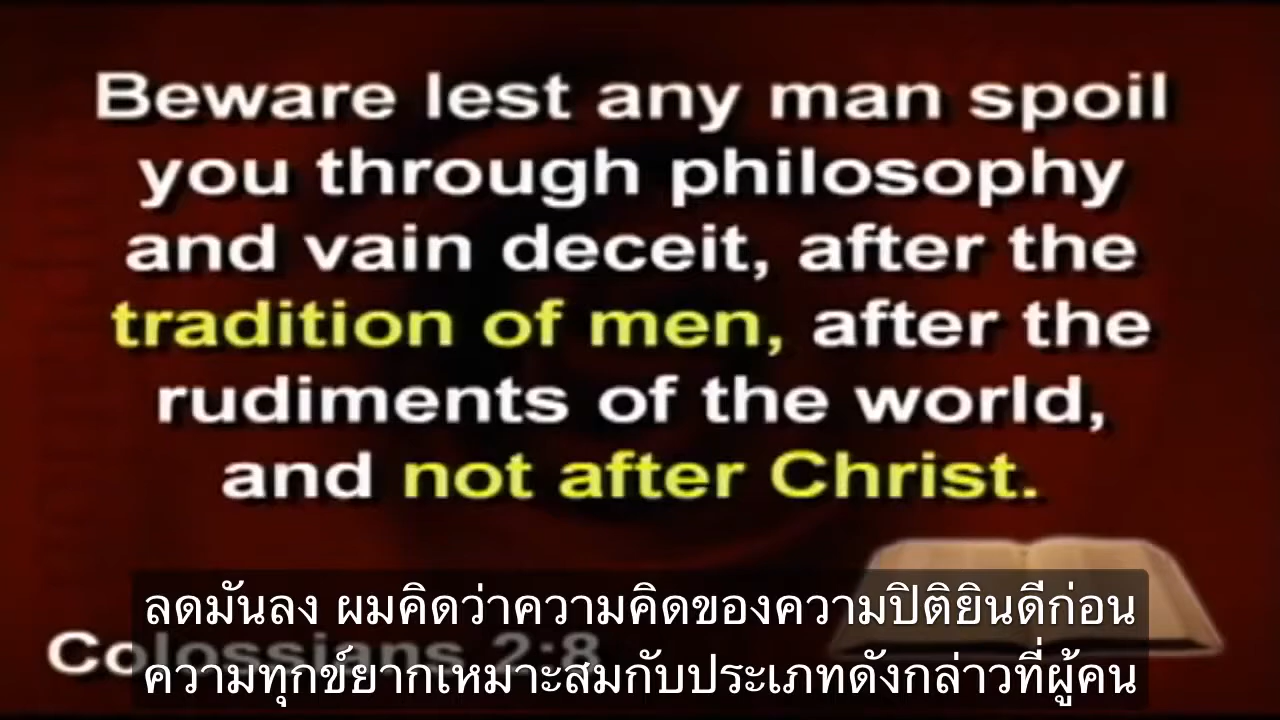 Beware lest any man spoil
you through philosophy
and vain deceit, after the
tradition of men, after the
rudiments of the world,
and not after Christ.
Colossians 2:8
ลดมันลง ผมคิดว่าความคิดของความปิติยินดีก่อน
ความทุกข์ยากเหมาะสมกับประเภทดังกล่าวที่ผู้คน